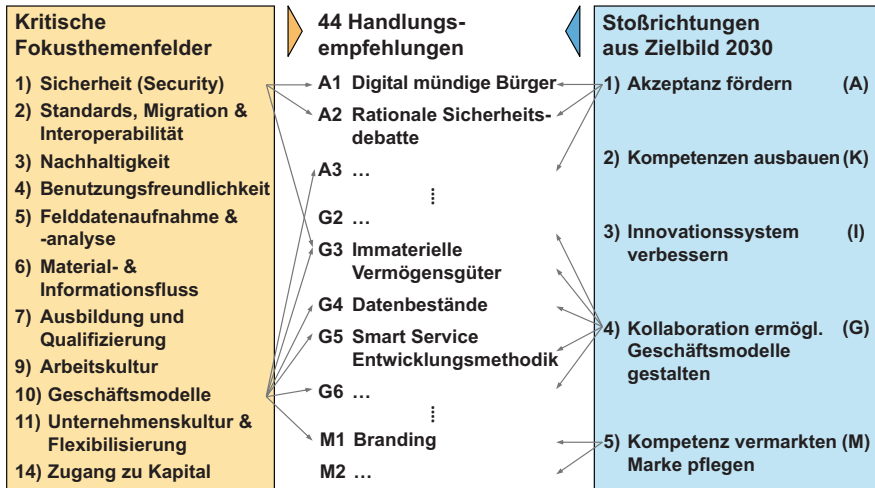 Kritische
Fokusthemenfelder
1) Sicherheit (Security)
2) Standards, Migration &
Interoperabilität
3) Nachhaltigkeit
4) Benutzungsfreundlichkeit
5) Felddatenaufnahme &
-analyse
6) Material- &
Informationsfluss
7) Ausbildung und
Qualifizierung
9) Arbeitskultur
10) Geschäftsmodelle
11) Unternehmenskultur &
Flexibilisierung
14) Zugang zu Kapital
44 Handlungs-
empfehlungen
A1 Digital mündige Bürger
A2 Rationale Sicherheits-
debatte
A3 ...
G2 ...
G3 Immaterielle
Vermögensgüter
G4 Datenbestände
G5 Smart Service
Entwicklungsmethodik
G6 ...
M1 Branding
M2 ...
Stoßrichtungen
aus Zielbild 2030
1) Akzeptanz fördern (A)
2) Kompetenzen ausbauen (K)
3) Innovationssystem (I)
verbessern
4) Kollaboration ermögl. (G)
Geschäftsmodelle
gestalten
5) Kompetenz vermarkten (M)
Marke pflegen